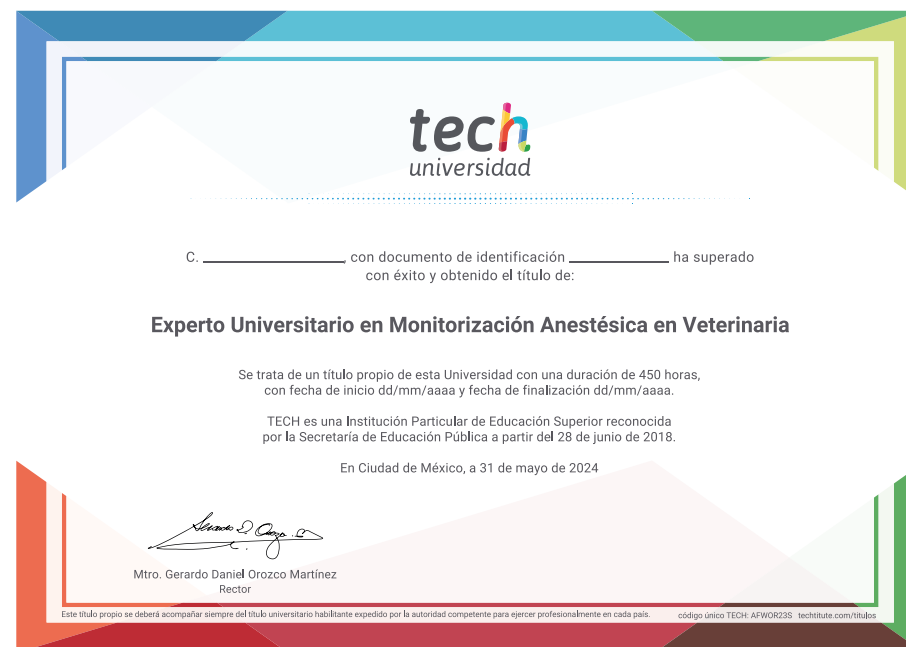 tech
universidad
C. ____________, con documento de identificación ____________ ha superado
con éxito y obtenido el título de:
Experto Universitario en Monitorización Anestésica en Veterinaria
Se trata de un título propio de esta Universidad con una duración de 450 horas,
con fecha de inicio dd/mm/aaaa y fecha de finalización dd/mm/aaaa.
TECH es una Institución Particular de Educación Superior reconocida
por la Secretaría de Educación Pública a partir del 28 de junio de 2018.
En Ciudad de México, a 31 de mayo de 2024
Mtro. Gerardo Daniel Orozco Martínez
Rector
Este título propio se deberá acompañar siempre del título universitario habilitante expedido por la autoridad competente para ejercer profesionalmente en cada país. código único TECH: AFWOR23S techtitute.com/titulos